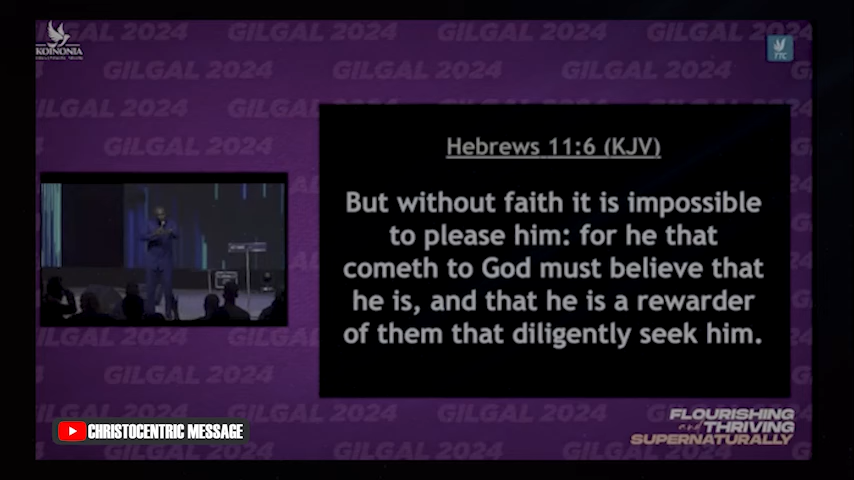 KOINONIA
GILGAL 2024
TTC
Hebrews 11:6 (KJV)
But without faith it is impossible
to please him: for he that
cometh to God must believe that
he is, and that he is a rewarder
of them that diligently seek him.
FLOURISHING
and THRIVING
SUPERNATURALLY
CHRISTOCENTRIC MESSAGE